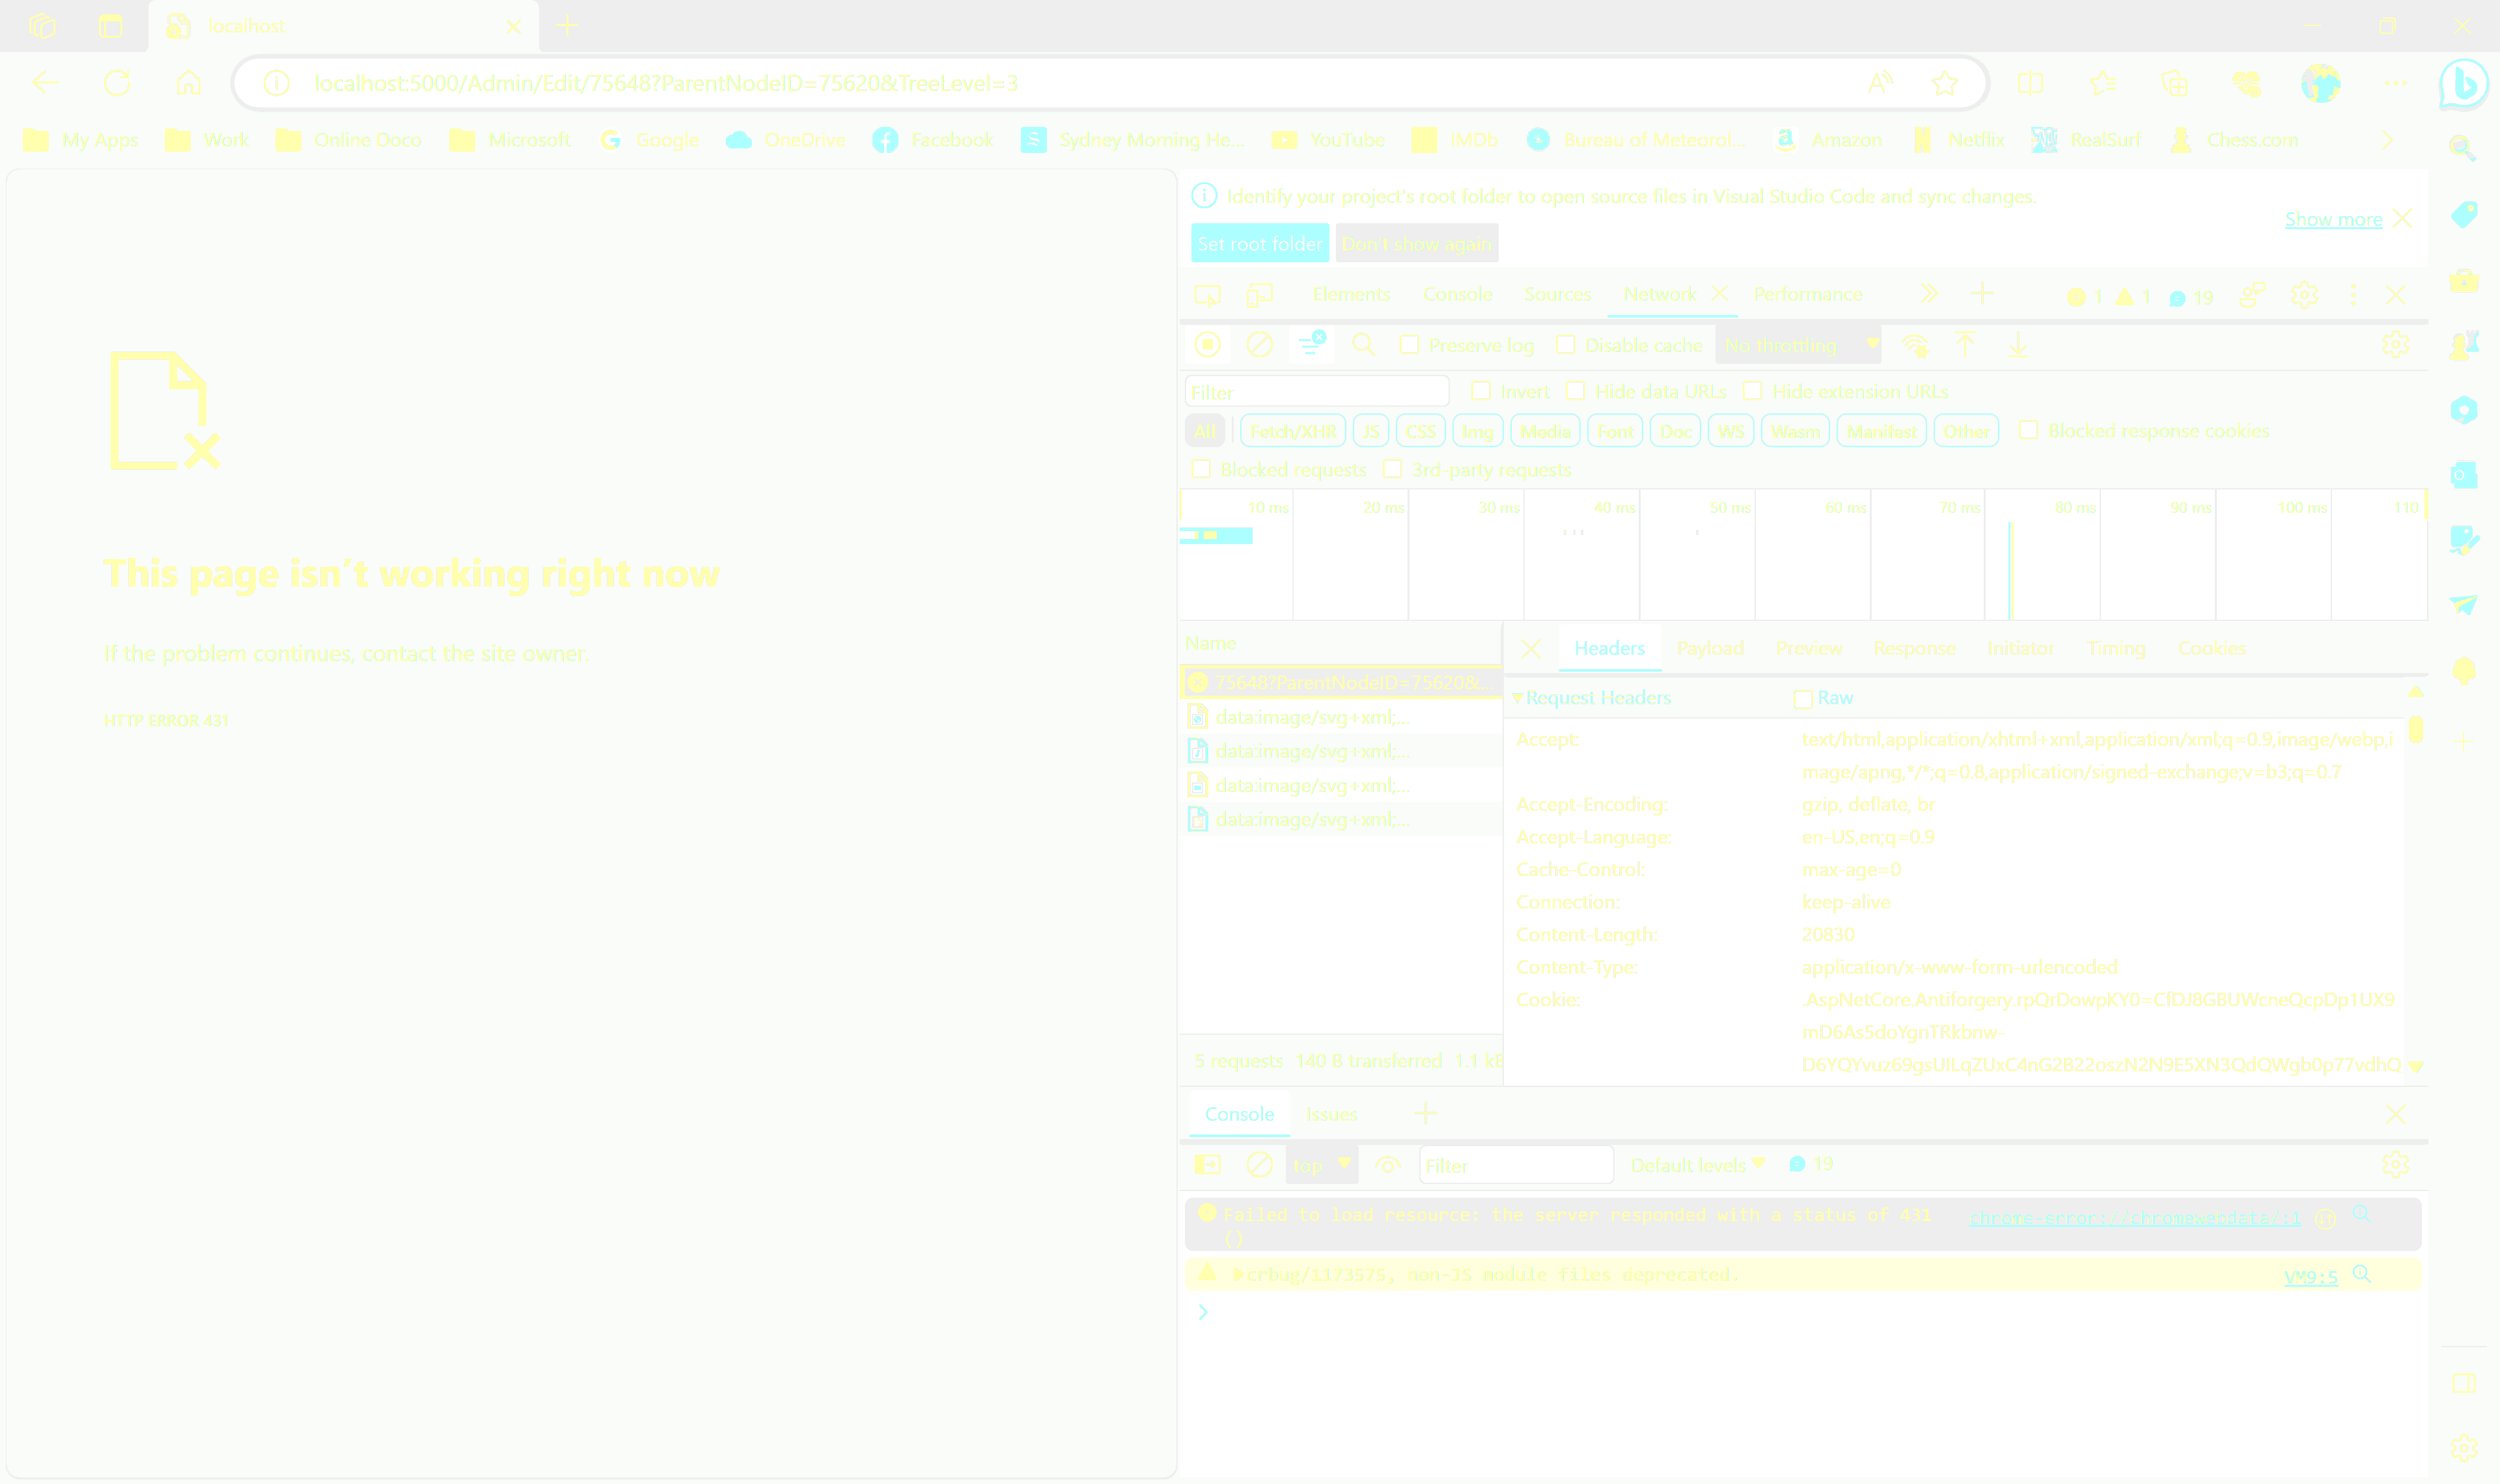 localhost
localhost:5000/Admin/Edit/75648?ParentNodeID=75620&TreeLevel=3
My Apps Work Online Doco Microsoft Google OneDrive Facebook Sydney Morning He... YouTube IMDb Bureau of Meteorol... Amazon Netflix RealSurf Chess.com
This page isn't working right now
If the problem continues, contact the site owner.
HTTP ERROR 431
Identify your project's root folder to open source files in Visual Studio Code and sync changes.
Show more
Set root folder Don't show again
Elements Console Sources Network Performance 1 1 19
Preserve log Disable cache No throttling
Filter Invert Hide data URLs Hide extension URLs
All Fetch/XHR JS CSS Img Media Font Doc WS Wasm Manifest Other Blocked response cookies
Blocked requests 3rd-party requests
10 ms 20 ms 30 ms 40 ms 50 ms 60 ms 70 ms 80 ms 90 ms 100 ms 110
Name
75648?ParentNodeID=75620&...
data:image/svg+xml;...
data:image/svg+xml;...
data:image/svg+xml;...
data:image/svg+xml;...
5 requests 140 B transferred 1.1 kB
Headers Payload Preview Response Initiator Timing Cookies
Request Headers Raw
Accept: text/html,application/xhtml+xml,application/xml;q=0.9,image/webp,i
mage/apng,*/*;q=0.8,application/signed-exchange;v=b3;q=0.7
Accept-Encoding: gzip, deflate, br
Accept-Language: en-US,en;q=0.9
Cache-Control: max-age=0
Connection: keep-alive
Content-Length: 20830
Content-Type: application/x-www-form-urlencoded
Cookie: .AspNetCore.Antiforgery.rpQrDowpKY0=CfDJ8GBUWcneQcpDp1UX9
mD6As5doYgnTRkbnw-
D6YQYvuz69gsUILqZUxC4nG2B22oszN2N9E5XN3QdQWgb0p77vdhQ
Console Issues
top Filter Default levels 19
Failed to load resource: the server responded with a status of 431 chrome-error://chromewebdata/:1
()
crbug/1173575, non-JS module files deprecated. VM9:5